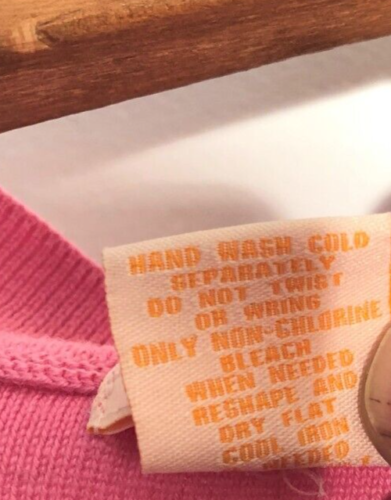 HAND WASH COLD
SEPARATELY
DO NOT TWIST
OR WRING
ONLY NON-CHLORINE
BLEACH
WHEN NEEDED
RESHAPE AND
DRY FLAT
COOL IRON
NEEDED